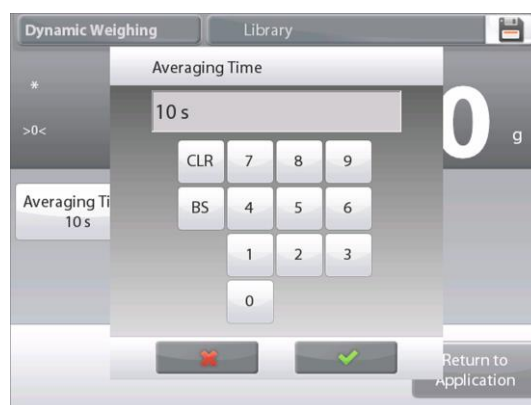 Dynamic Weighing
Library
Averaging Time
*
10 s
>0<
0 g
CLR 7 8 9
Averaging Ti
10 s
BS 4 5 6
1 2 3
0
Return to
Application